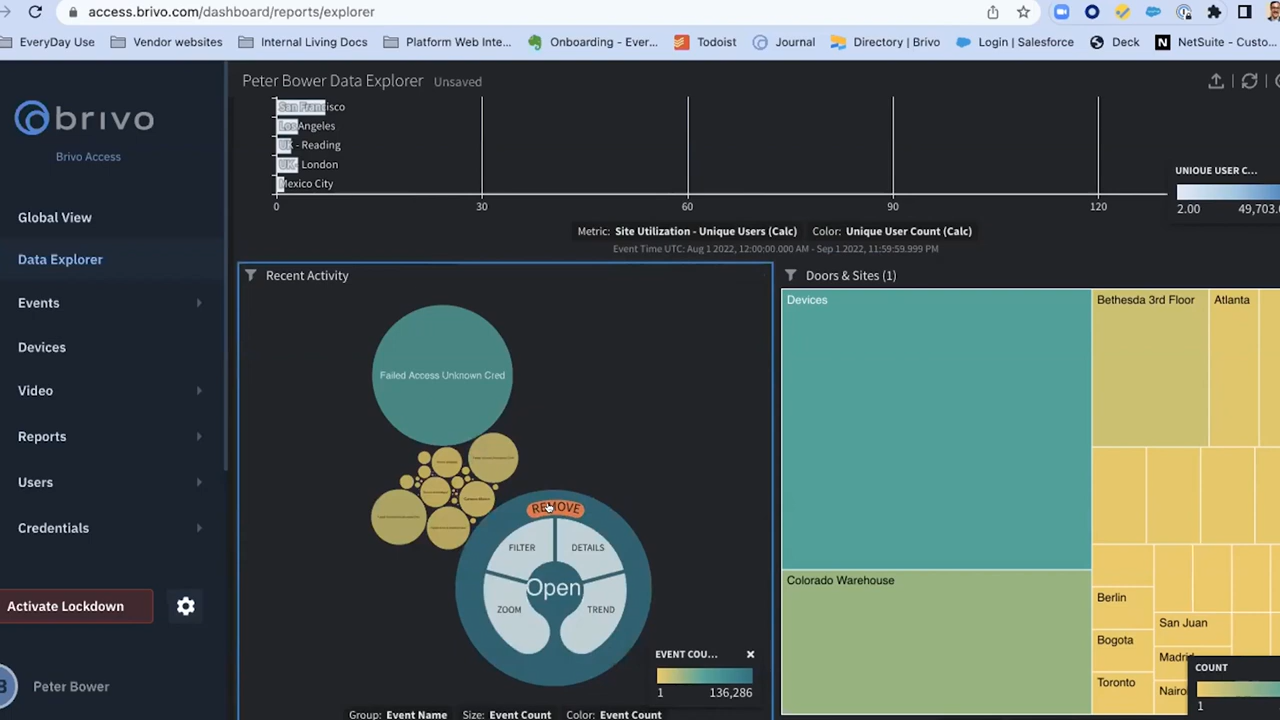 access.brivo.com/dashboard/reports/explorer
EveryDay Use
Vendor websites
Internal Living Docs
Platform Web Inte...
Onboarding - Ever...
Todoist
Journal
Directory | Brivo
Login | Salesforce
Deck
NetSuite - Custo...
brivo
Brivo Access
Global View
Data Explorer
Events
Devices
Video
Reports
Users
Credentials
Activate Lockdown
Peter Bower
Peter Bower Data Explorer Unsaved
San Francisco
Los Angeles
UK - Reading
UK - London
Mexico City
0 30 60 90 120
UNIQUE USER C...
2.00 49,703.
Metric: Site Utilization - Unique Users (Calc) Color: Unique User Count (Calc)
Event Time UTC: Aug 1 2022, 12:00:00.000 AM - Sep 1 2022, 11:59:59.999 PM
Recent Activity
Failed Access Unknown Cred
REMOVE
FILTER DETAILS
Open
ZOOM TREND
EVENT COU...
1 136,286
Group: Event Name Size: Event Count Color: Event Count
Doors & Sites (1)
Devices
Bethesda 3rd Floor
Atlanta
Colorado Warehouse
Berlin
Bogota
Toronto
San Juan
Madrid
Nairo
COUNT
1